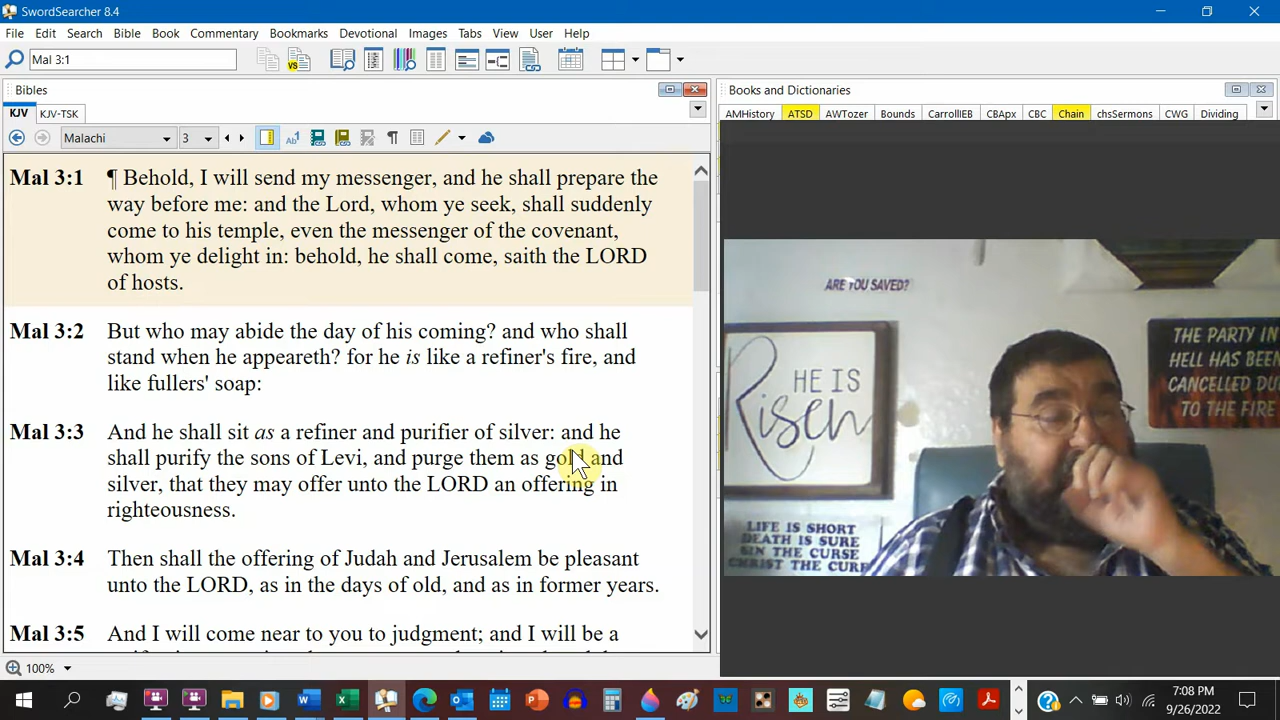 SwordSearcher 8.4
File Edit Search Bible Book Commentary Bookmarks Devotional Images Tabs View User Help
Mal 3:1
VS
Bibles
Books and Dictionaries
KJV KJV-TSK
AMHistory ATSD AWTozer Bounds CarrollIEB CBApx CBC Chain chsSermons CWG Dividing
Malachi 3
Mal 3:1 ¶ Behold, I will send my messenger, and he shall prepare the
way before me: and the Lord, whom ye seek, shall suddenly
come to his temple, even the messenger of the covenant,
whom ye delight in: behold, he shall come, saith the LORD
of hosts.
Mal 3:2 But who may abide the day of his coming? and who shall
stand when he appeareth? for he is like a refiner's fire, and
like fullers' soap:
Mal 3:3 And he shall sit as a refiner and purifier of silver: and he
shall purify the sons of Levi, and purge them as gold and
silver, that they may offer unto the LORD an offering in
righteousness.
Mal 3:4 Then shall the offering of Judah and Jerusalem be pleasant
unto the LORD, as in the days of old, and as in former years.
Mal 3:5 And I will come near to you to judgment; and I will be a
ARE YOU SAVED?
HE IS
Risen
THE PARTY IN
HELL HAS BEEN
CANCELLED DUE
TO THE FIRE
LIFE IS SHORT
DEATH IS SURE
SIN THE CURSE
CHRIST THE CURE
100%
7:08 PM
9/26/2022